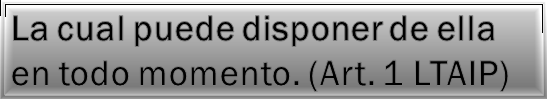 La cual puede disponer de ella
en todo momento. (Art. 1 LTAIP)